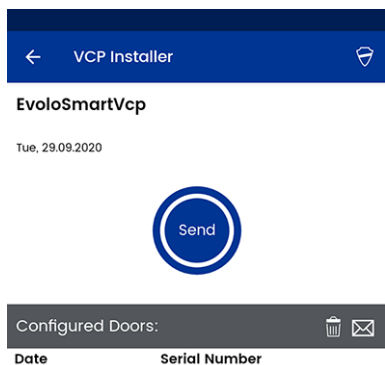 VCP Installer
EvoloSmartVcp
Tue, 29.09.2020
Send
Configured Doors:
Date Serial Number